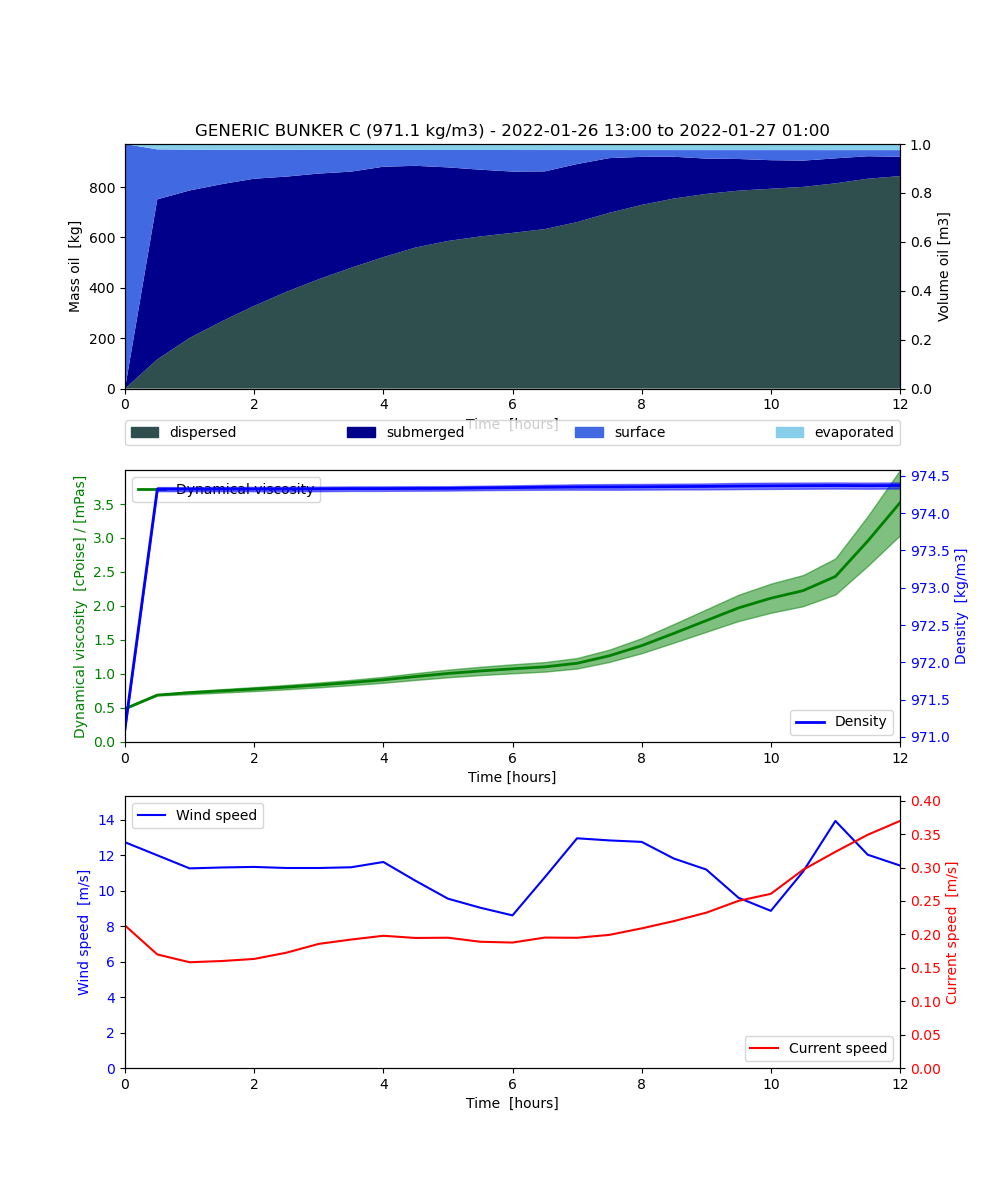 GENERIC BUNKER C (971.1 kg/m3) - 2022-01-26 13:00 to 2022-01-27 01:00
Mass oil [kg]
800
600
400
200
0
1.0
0.8
0.6
0.4
0.2
0.0
Volume oil [m3]
0 2 4 6 8 10 12
Time [hours]
dispersed submerged surface evaporated
Dynamical viscosity [cPoise] / [mPas]
3.5
3.0
2.5
2.0
1.5
1.0
0.5
0.0
Dynamical viscosity
974.5
974.0
973.5
973.0
972.5
972.0
971.5
971.0
Density [kg/m3]
Density
0 2 4 6 8 10 12
Time [hours]
Wind speed [m/s]
14
12
10
8
6
4
2
0
Wind speed
0.40
0.35
0.30
0.25
0.20
0.15
0.10
0.05
0.00
Current speed [m/s]
Current speed
0 2 4 6 8 10 12
Time [hours]